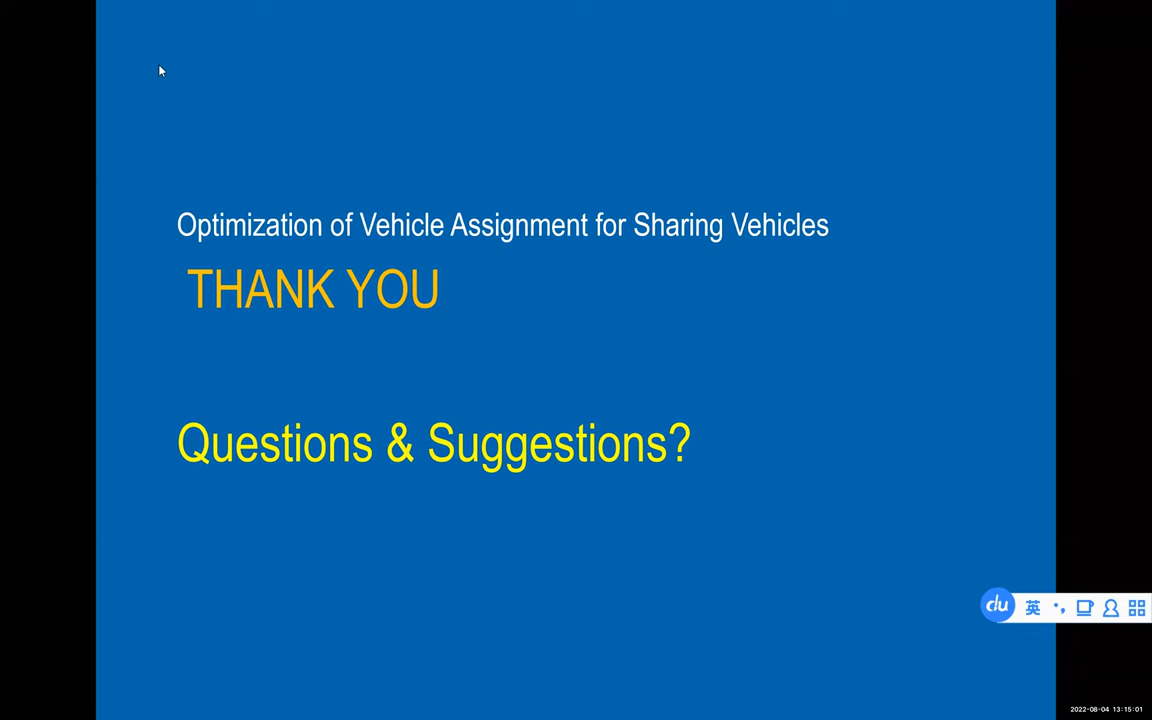 Optimization of Vehicle Assignment for Sharing Vehicles
THANK YOU
Questions & Suggestions?
du 英
2022-08-04 13:15:01